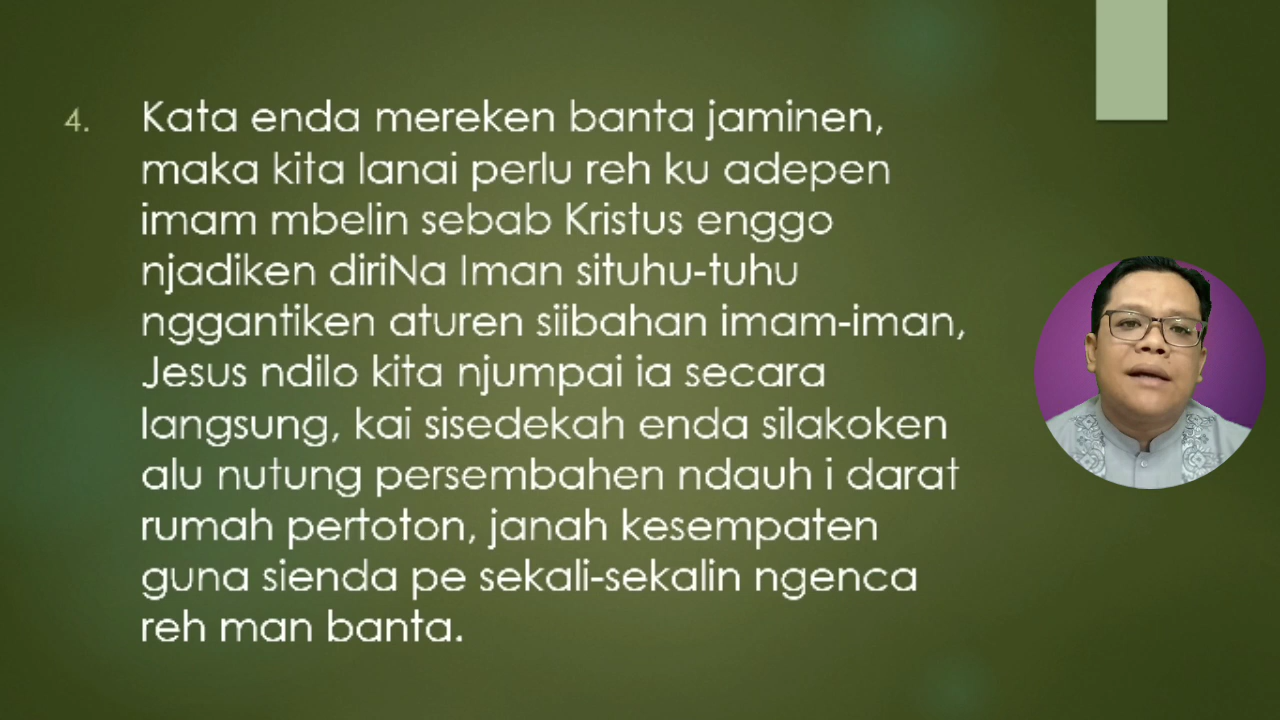 4. Kata enda mereken banta jaminen,
maka kita lanai perlu reh ku adepen
imam mbelin sebab Kristus enggo
njadiken diriNa Iman situhu-tuhu
nggantiken aturen siibahan imam-iman,
Jesus ndilo kita njumpai ia secara
langsung, kai sisedekah enda silakoken
alu nutung persembahen ndauh i darat
rumah pertoton, janah kesempaten
guna sienda pe sekali-sekalin ngenca
reh man banta.